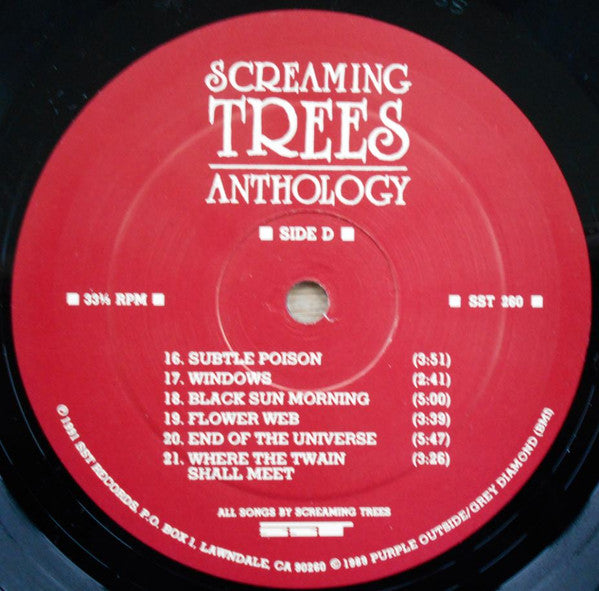 SCREAMING
TREES
ANTHOLOGY
■ SIDE D ■
■ 33⅓ RPM ■
■ SST 260 ■
16. SUBTLE POISON (3:51)
17. WINDOWS (2:41)
18. BLACK SUN MORNING (5:00)
19. FLOWER WEB (3:39)
20. END OF THE UNIVERSE (5:47)
21. WHERE THE TWAIN (3:26)
SHALL MEET
ALL SONGS BY SCREAMING TREES
SST
℗ 1991 SST RECORDS, P.O. BOX 1, LAWNDALE, CA 90260 © 1989 PURPLE OUTSIDE/GREY DIAMOND (BMI)